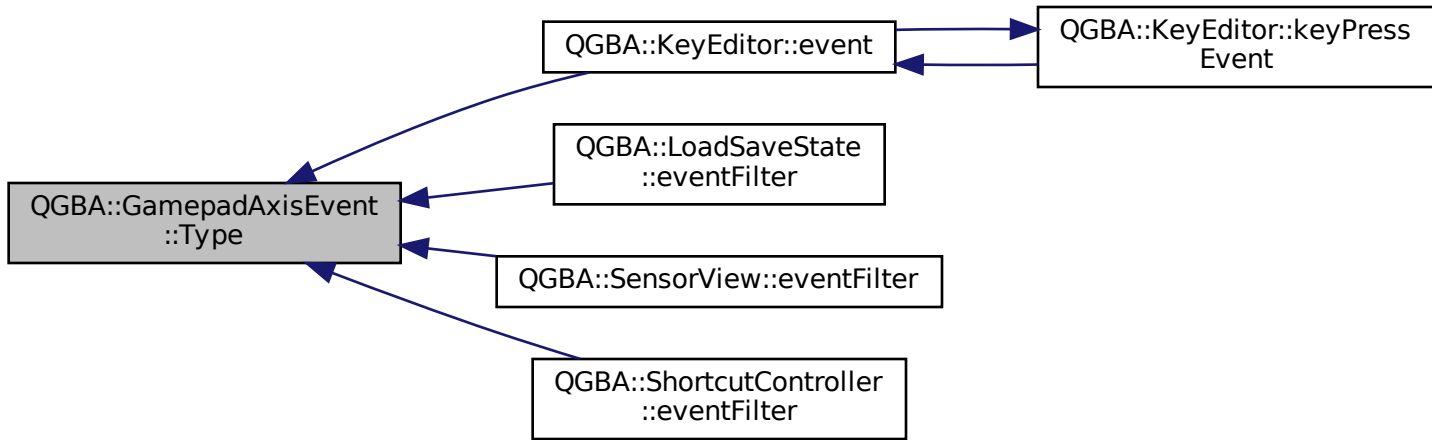 QGBA::KeyEditor::event
QGBA::KeyEditor::keyPress
Event
QGBA::LoadSaveState
::eventFilter
QGBA::GamepadAxisEvent
::Type
QGBA::SensorView::eventFilter
QGBA::ShortcutController
::eventFilter